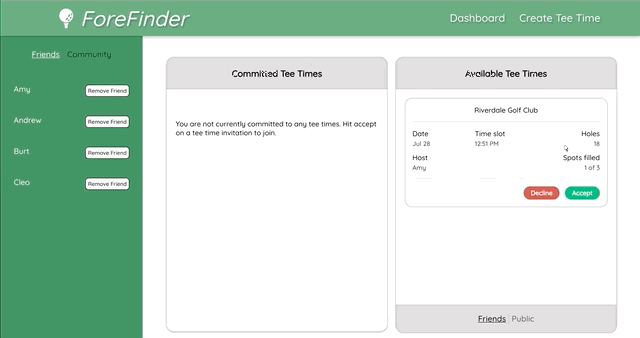 ForeFinder
Dashboard Create Tee Time
Friends Community
Amy Remove Friend
Andrew Remove Friend
Burt Remove Friend
Cleo Remove Friend
Committed Tee Times
You are not currently committed to any tee times. Hit accept
on a tee time invitation to join.
Available Tee Times
Riverdale Golf Club
Date Time slot Holes
Jul 28 12:51 PM 18
Host Spots filled
Amy 1 of 3
Decline Accept
Friends Public